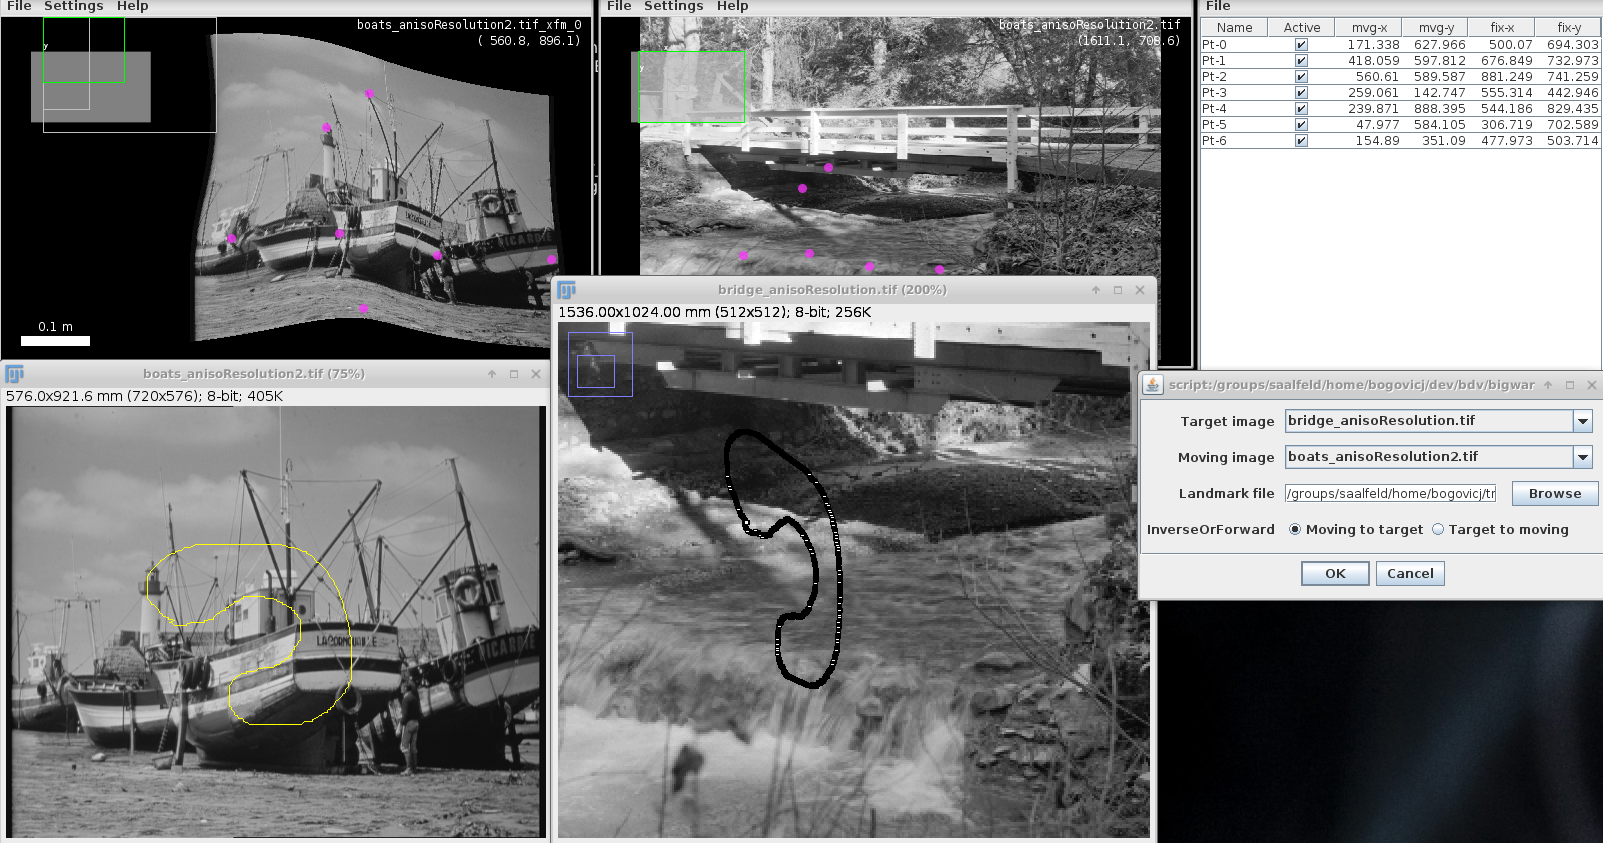 File Settings Help
boats_anisoResolution2.tif_xfm_0
( 560.8, 896.1)
y
0.1 m
File Settings Help
boats_anisoResolution2.tif
(1611.1, 708.6)
y
File
Name Active mvg-x mvg-y fix-x fix-y
Pt-0 171.338 627.966 500.07 694.303
Pt-1 418.059 597.812 676.849 732.973
Pt-2 560.61 589.587 881.249 741.259
Pt-3 259.061 142.747 555.314 442.946
Pt-4 239.871 888.395 544.186 829.435
Pt-5 47.977 584.105 306.719 702.589
Pt-6 154.89 351.09 477.973 503.714
boats_anisoResolution2.tif (75%)
576.0x921.6 mm (720x576); 8-bit; 405K
bridge_anisoResolution.tif (200%)
1536.00x1024.00 mm (512x512); 8-bit; 256K
script:/groups/saalfeld/home/bogovicj/dev/bdv/bigwar
Target image bridge_anisoResolution.tif
Moving image boats_anisoResolution2.tif
Landmark file /groups/saalfeld/home/bogovicj/tr Browse
InverseOrForward Moving to target Target to moving
OK Cancel